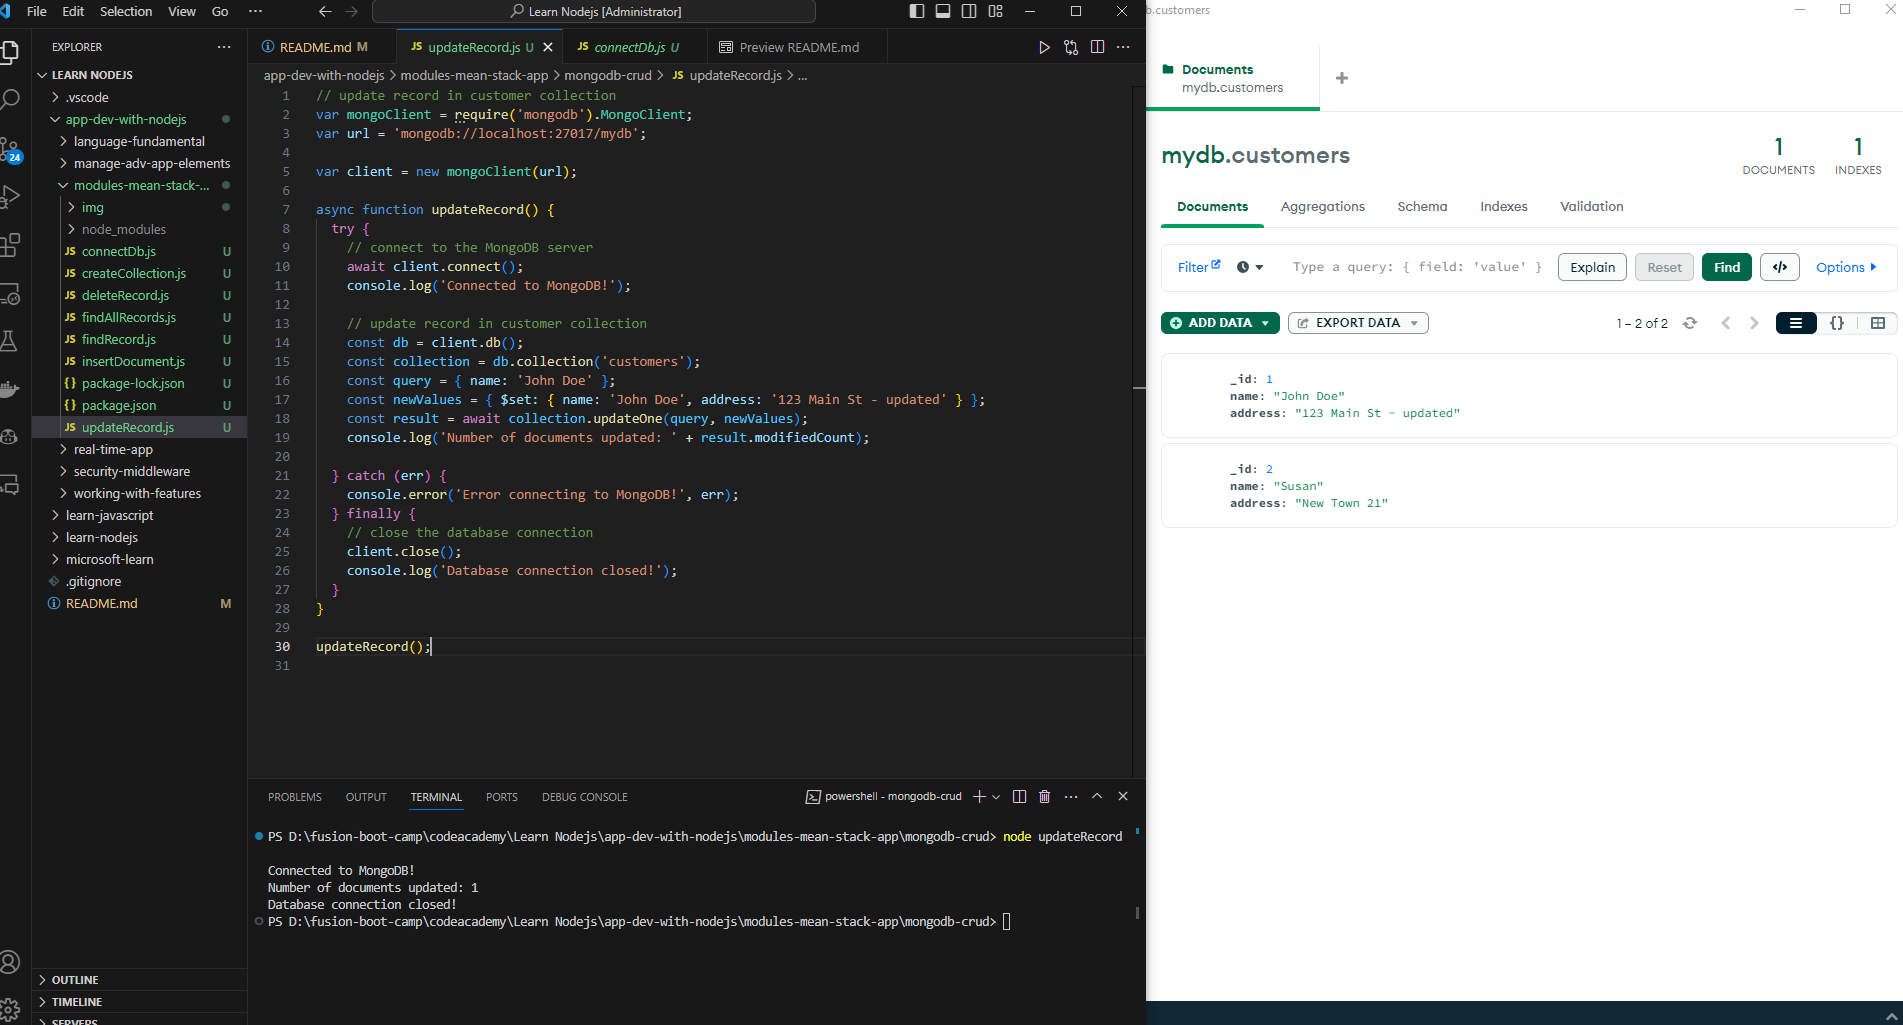 File Edit Selection View Go ···
Learn Nodejs [Administrator]
EXPLORER ···
LEARN NODEJS
.vscode
app-dev-with-nodejs
language-fundamental
manage-adv-app-elements
modules-mean-stack-...
img
node_modules
connectDb.js U
createCollection.js U
deleteRecord.js U
findAllRecords.js U
findRecord.js U
insertDocument.js U
package-lock.json U
package.json U
updateRecord.js U
real-time-app
security-middleware
working-with-features
learn-javascript
learn-nodejs
microsoft-learn
.gitignore
README.md M
OUTLINE
TIMELINE
SERVERS
24
README.md M
JS updateRecord.js U
JS connectDb.js U
Preview README.md
app-dev-with-nodejs > modules-mean-stack-app > mongodb-crud > JS updateRecord.js > ...
1 // update record in customer collection
2 var mongoClient = require('mongodb').MongoClient;
3 var url = 'mongodb://localhost:27017/mydb';
4
5 var client = new mongoClient(url);
6
7 async function updateRecord() {
8 try {
9 // connect to the MongoDB server
10 await client.connect();
11 console.log('Connected to MongoDB!');
12
13 // update record in customer collection
14 const db = client.db();
15 const collection = db.collection('customers');
16 const query = { name: 'John Doe' };
17 const newValues = { $set: { name: 'John Doe', address: '123 Main St - updated' } };
18 const result = await collection.updateOne(query, newValues);
19 console.log('Number of documents updated: ' + result.modifiedCount);
20
21 } catch (err) {
22 console.error('Error connecting to MongoDB!', err);
23 } finally {
24 // close the database connection
25 client.close();
26 console.log('Database connection closed!');
27 }
28 }
29
30 updateRecord();
31
PROBLEMS OUTPUT TERMINAL PORTS DEBUG CONSOLE
powershell - mongodb-crud
PS D:\fusion-boot-camp\codeacademy\Learn Nodejs\app-dev-with-nodejs\modules-mean-stack-app\mongodb-crud> node updateRecord
Connected to MongoDB!
Number of documents updated: 1
Database connection closed!
PS D:\fusion-boot-camp\codeacademy\Learn Nodejs\app-dev-with-nodejs\modules-mean-stack-app\mongodb-crud>
b.customers
Documents
mydb.customers
mydb.customers
1 DOCUMENTS
1 INDEXES
Documents Aggregations Schema Indexes Validation
Filter
Type a query: { field: 'value' }
Explain Reset Find </> Options
ADD DATA
EXPORT DATA
1 – 2 of 2
{}
_id: 1
name: "John Doe"
address: "123 Main St - updated"
_id: 2
name: "Susan"
address: "New Town 21"